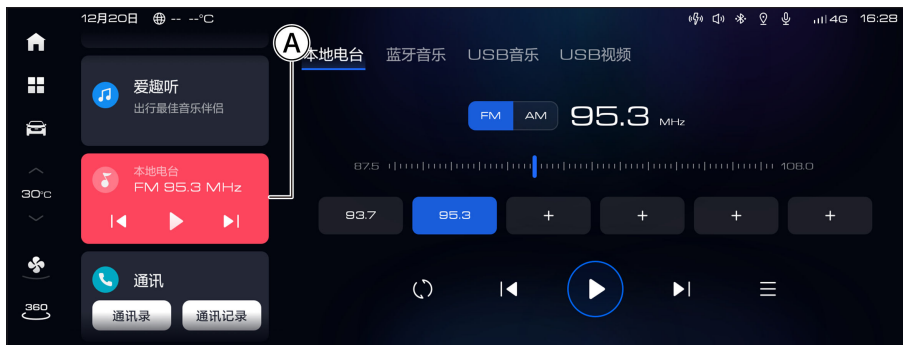 12月20日 -- --°C
4G 16:28
A
本地电台 蓝牙音乐 USB音乐 USB视频
爱趣听
出行最佳音乐伴侣
FM AM 95.3 MHz
87.5 108.0
本地电台
FM 95.3 MHz
30°C
93.7 95.3 + + + +
通讯
通讯录 通讯记录
360